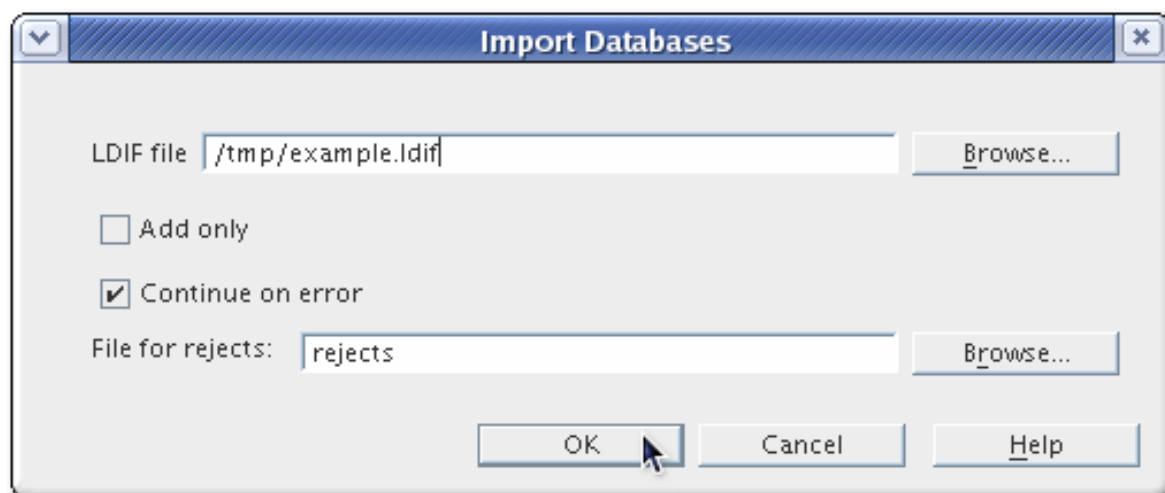 Import Databases
LDIF file /tmp/example.ldif Browse...
Add only
Continue on error
File for rejects: rejects Browse...
OK Cancel Help